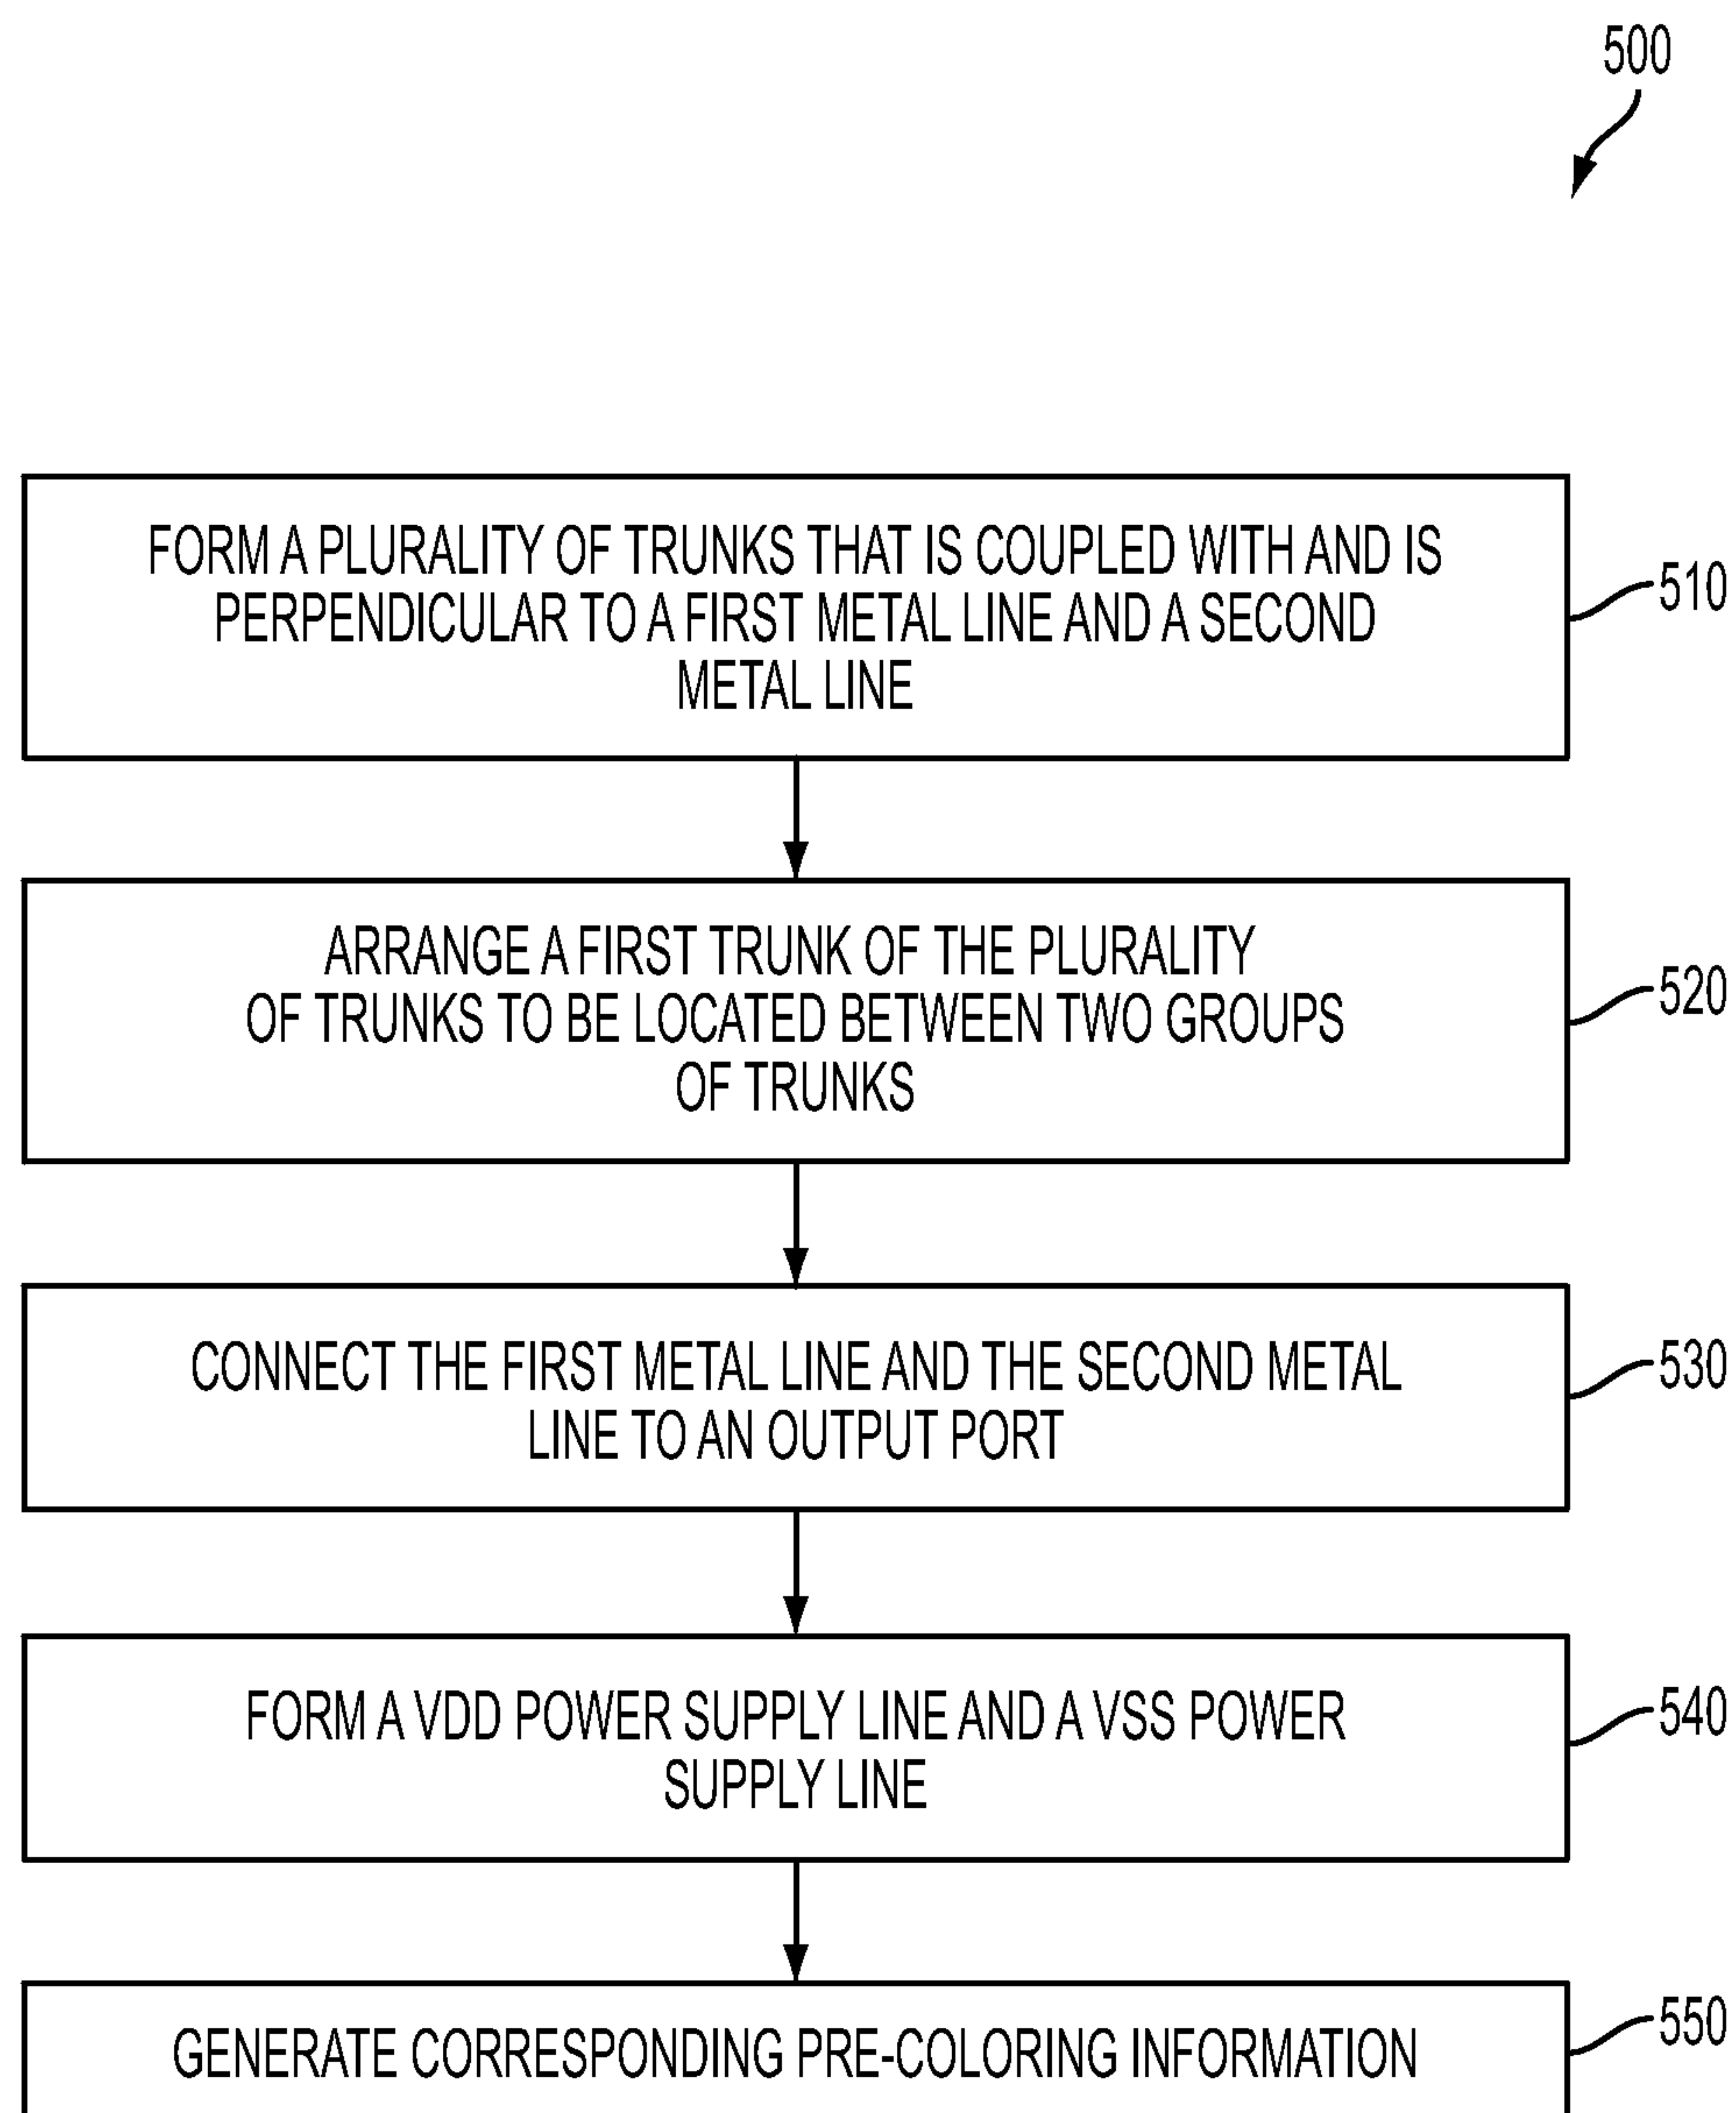 500
FORM A PLURALITY OF TRUNKS THAT IS COUPLED WITH AND IS
PERPENDICULAR TO A FIRST METAL LINE AND A SECOND
METAL LINE
510
ARRANGE A FIRST TRUNK OF THE PLURALITY
OF TRUNKS TO BE LOCATED BETWEEN TWO GROUPS
OF TRUNKS
520
CONNECT THE FIRST METAL LINE AND THE SECOND METAL
LINE TO AN OUTPUT PORT
530
FORM A VDD POWER SUPPLY LINE AND A VSS POWER
SUPPLY LINE
540
GENERATE CORRESPONDING PRE-COLORING INFORMATION
550